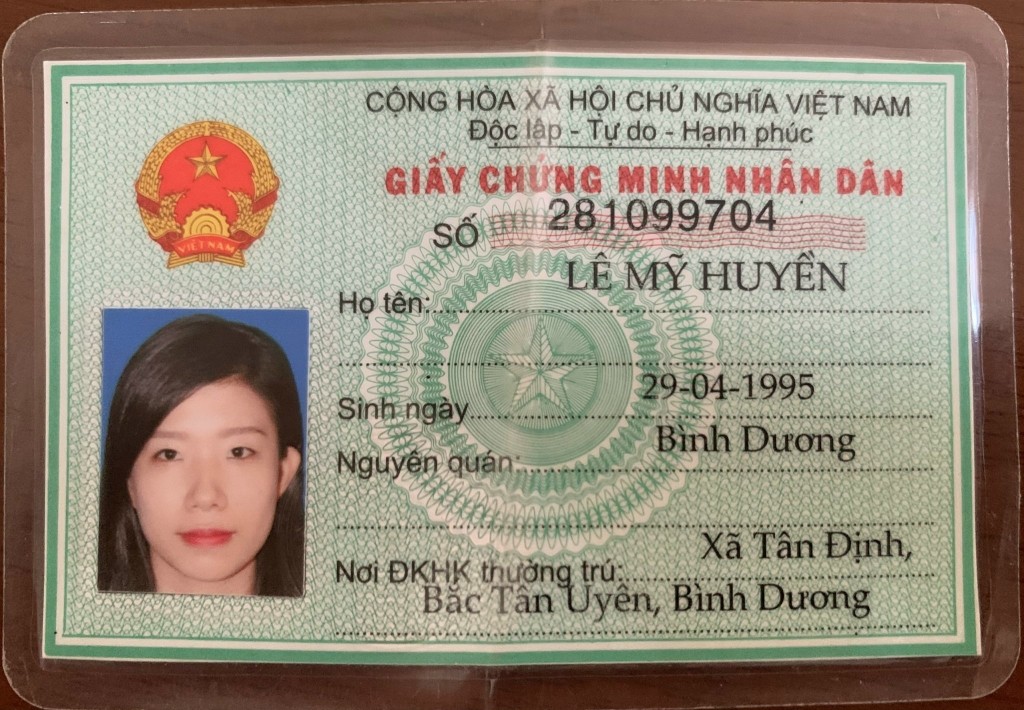 CỘNG HÒA XÃ HỘI CHỦ NGHĨA VIỆT NAM
Độc lập - Tự do - Hạnh phúc
GIẤY CHỨNG MINH NHÂN DÂN
VIỆT NAM
SỐ 281099704
Họ tên: LÊ MỸ HUYỀN
Sinh ngày 29-04-1995
Nguyên quán: Bình Dương
Nơi ĐKHK thường trú: Xã Tân Định,
Bắc Tân Uyên, Bình Dương